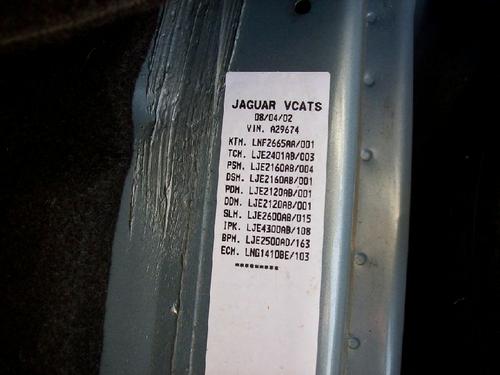 JAGUAR VCATS
08/04/02
VIN. A29674
KTM. LNF2665AA/001
TCM. LJE2401AB/003
PSM. LJE2160AB/004
DSM. LJE2160AB/001
PDM. LJE2120AB/001
DDM. LJE2120AB/001
SLM. LJE2600AB/015
IPK. LJE4300AB/108
BPM. LJE2500AD/163
ECM. LNG1410BE/103
*********